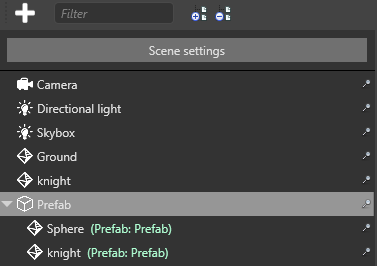 Filter
Scene settings
Camera
Directional light
Skybox
Ground
knight
Prefab
Sphere (Prefab: Prefab)
knight (Prefab: Prefab)